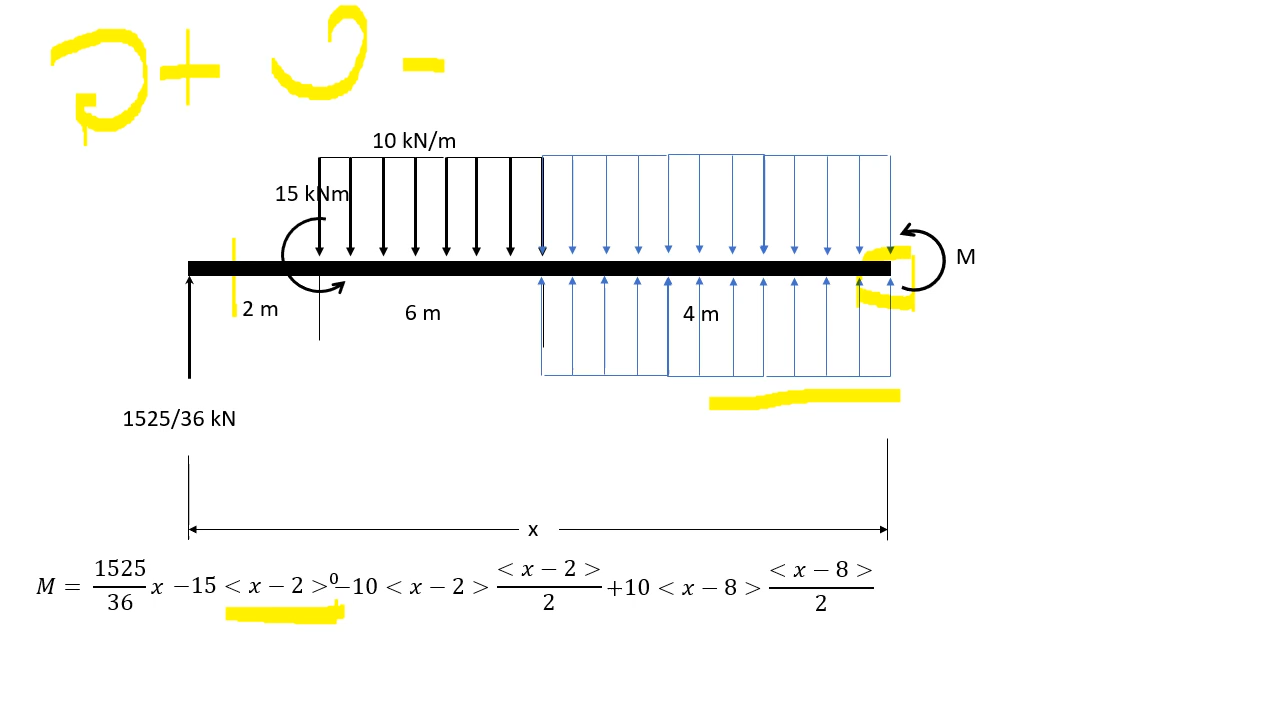 + -
10 kN/m
15 kNm
M
2 m
6 m
4 m
1525/36 kN
x
M = 1525/36 x −15 < x − 2 >⁰ −10 < x − 2 > < x − 2 >/2 +10 < x − 8 > < x − 8 >/2